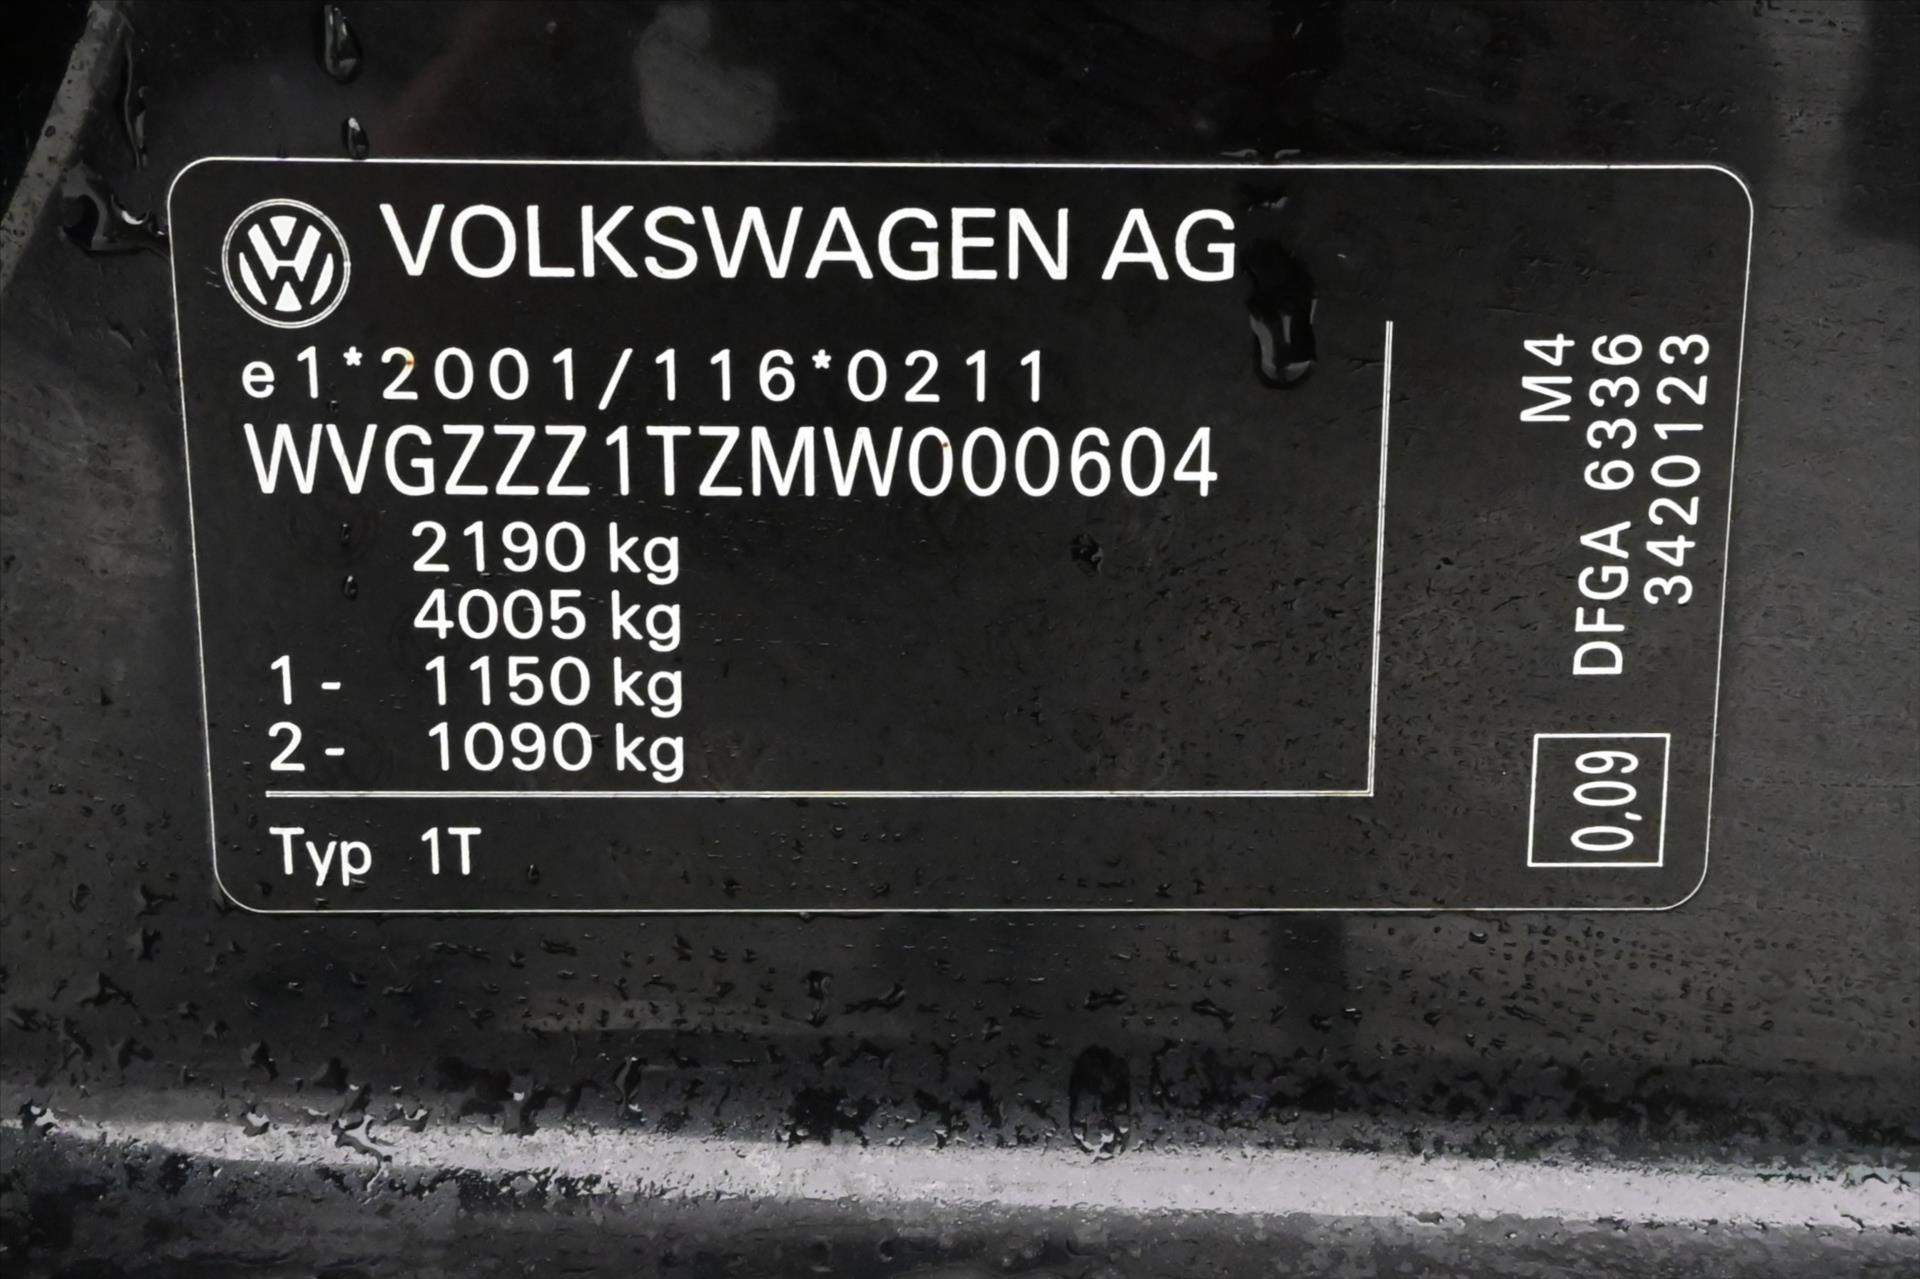 VOLKSWAGEN AG
e1*2001/116*0211
WVGZZZ1TZMW000604
2190 kg
4005 kg
1- 1150 kg
2- 1090 kg
Typ 1T
M4
DFGA 6336
3420123
0,09